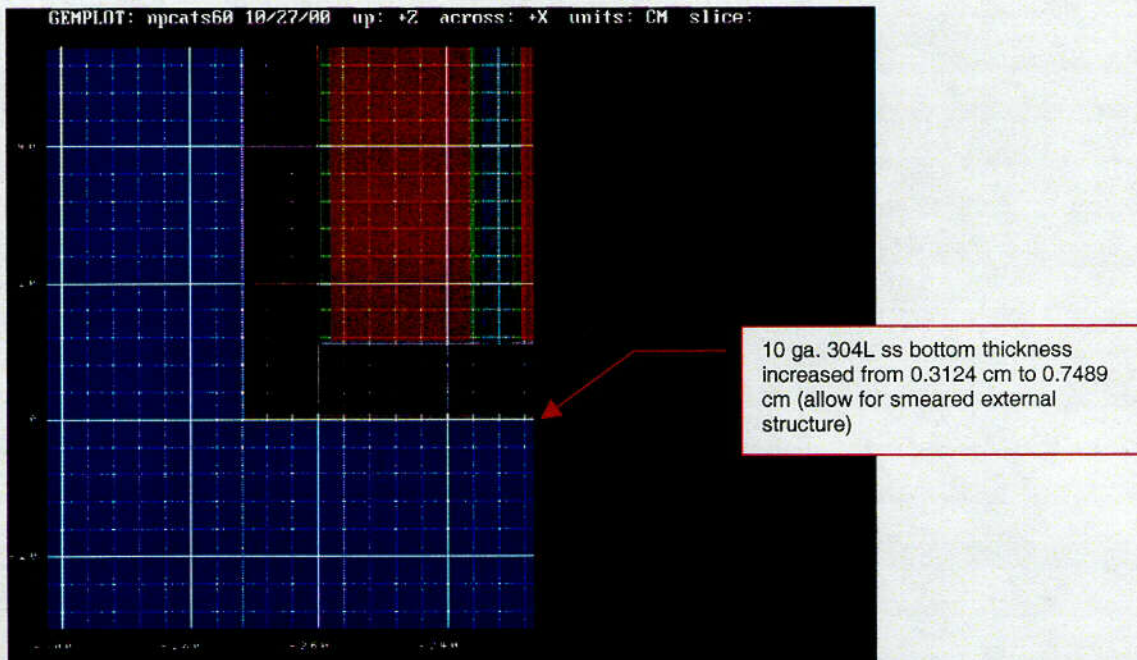 GEMPLOT: npcats60 10/27/00 up: +Z across: +X units: CM slice:
10 ga. 304L ss bottom thickness
increased from 0.3124 cm to 0.7489
cm (allow for smeared external
structure)